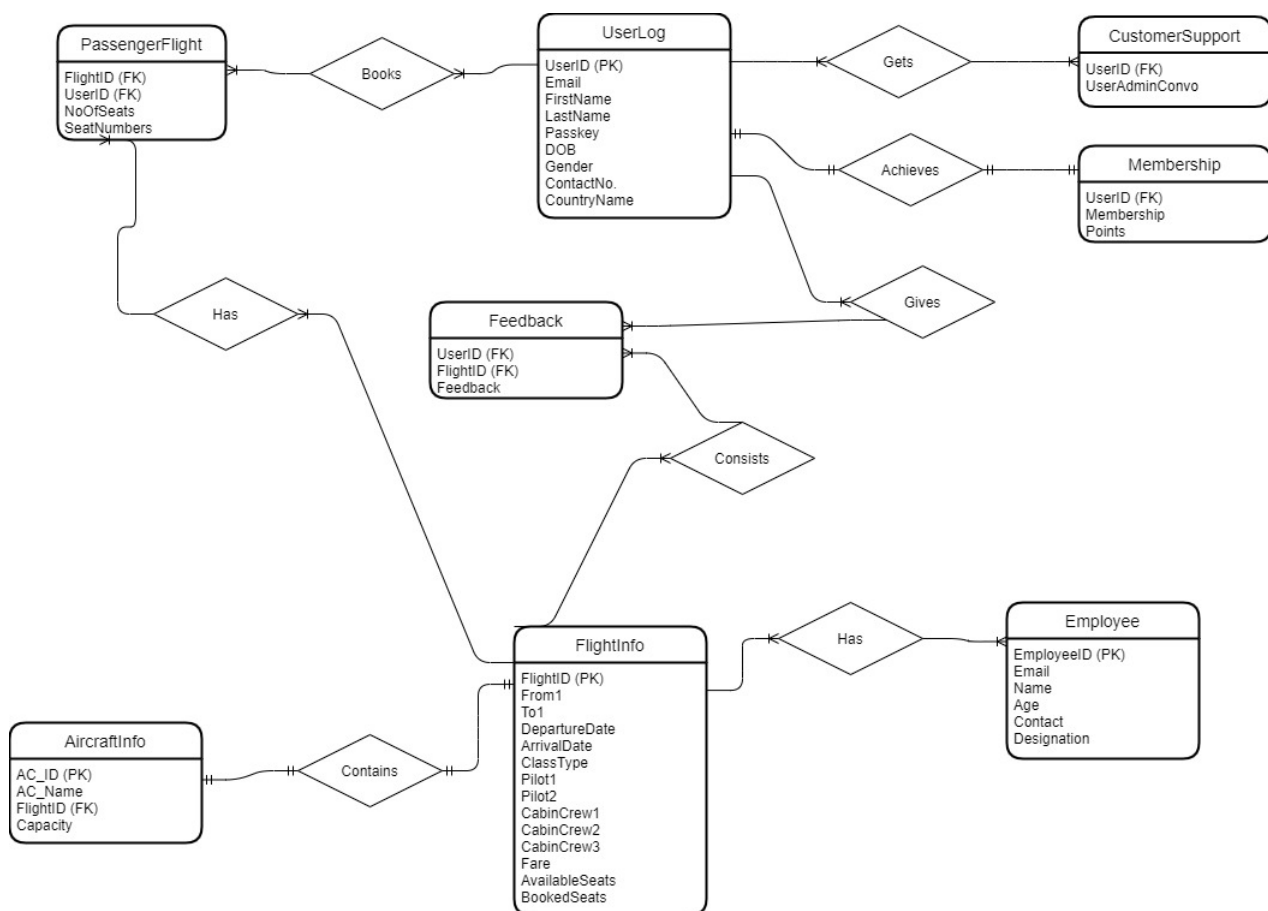 PassengerFlight
FlightID (FK)
UserID (FK)
NoOfSeats
SeatNumbers
Books
UserLog
UserID (PK)
Email
FirstName
LastName
Passkey
DOB
Gender
ContactNo.
CountryName
Gets
CustomerSupport
UserID (FK)
UserAdminConvo
Achieves
Membership
UserID (FK)
Membership
Points
Has
Feedback
UserID (FK)
FlightID (FK)
Feedback
Gives
Consists
FlightInfo
FlightID (PK)
From1
To1
DepartureDate
ArrivalDate
ClassType
Pilot1
Pilot2
CabinCrew1
CabinCrew2
CabinCrew3
Fare
AvailableSeats
BookedSeats
Has
Employee
EmployeeID (PK)
Email
Name
Age
Contact
Designation
AircraftInfo
AC_ID (PK)
AC_Name
FlightID (FK)
Capacity
Contains